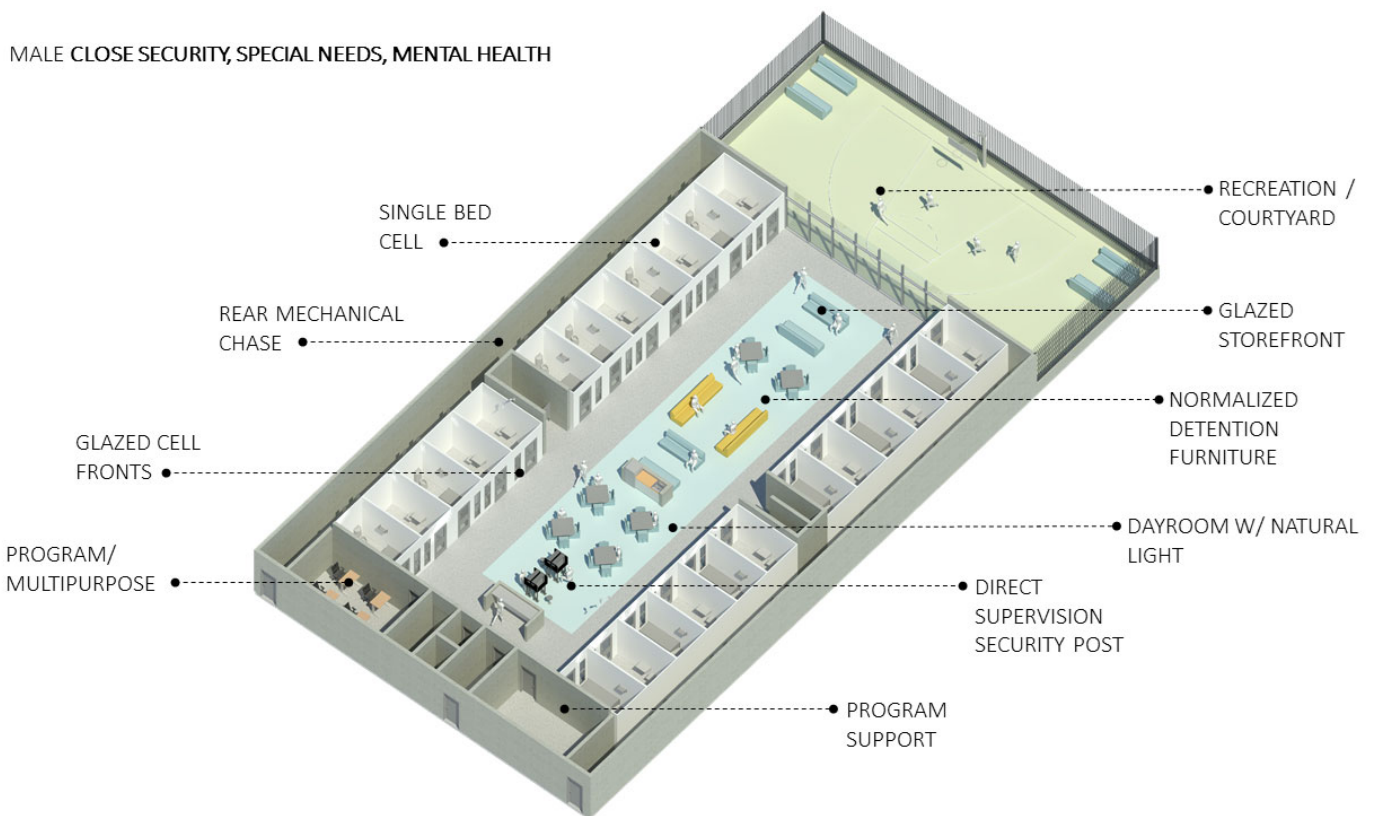 MALE CLOSE SECURITY, SPECIAL NEEDS, MENTAL HEALTH
SINGLE BED
CELL
REAR MECHANICAL
CHASE
GLAZED CELL
FRONTS
PROGRAM/
MULTIPURPOSE
RECREATION /
COURTYARD
GLAZED
STOREFRONT
NORMALIZED
DETENTION
FURNITURE
DAYROOM W/ NATURAL
LIGHT
DIRECT
SUPERVISION
SECURITY POST
PROGRAM
SUPPORT